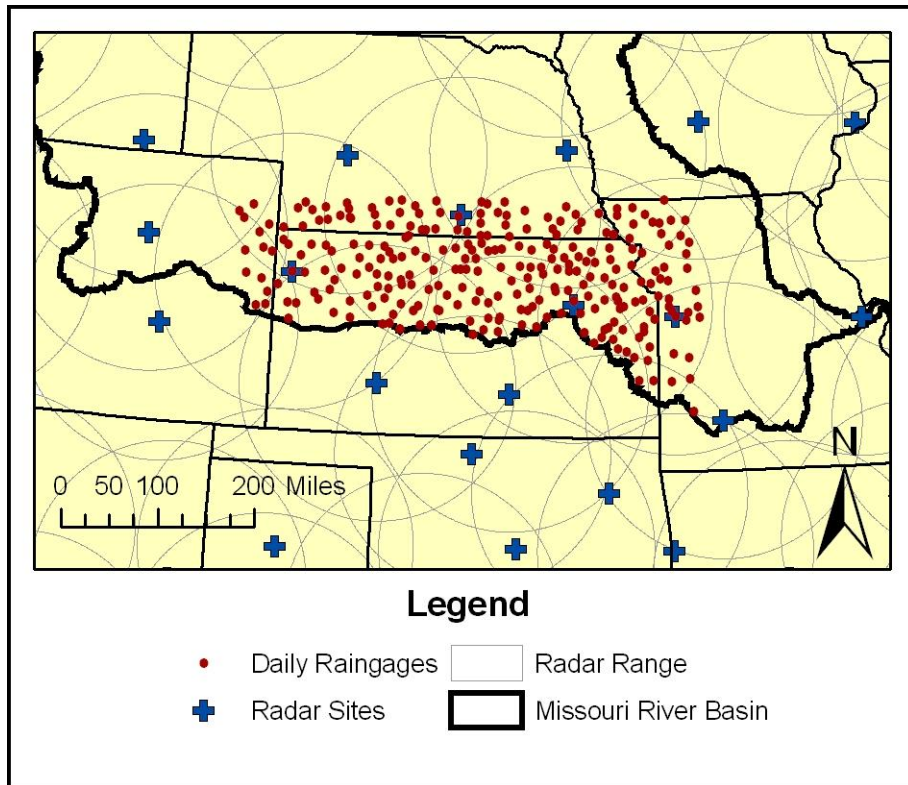 N
0 50 100 200 Miles
Legend
Daily Raingages Radar Range
Radar Sites Missouri River Basin